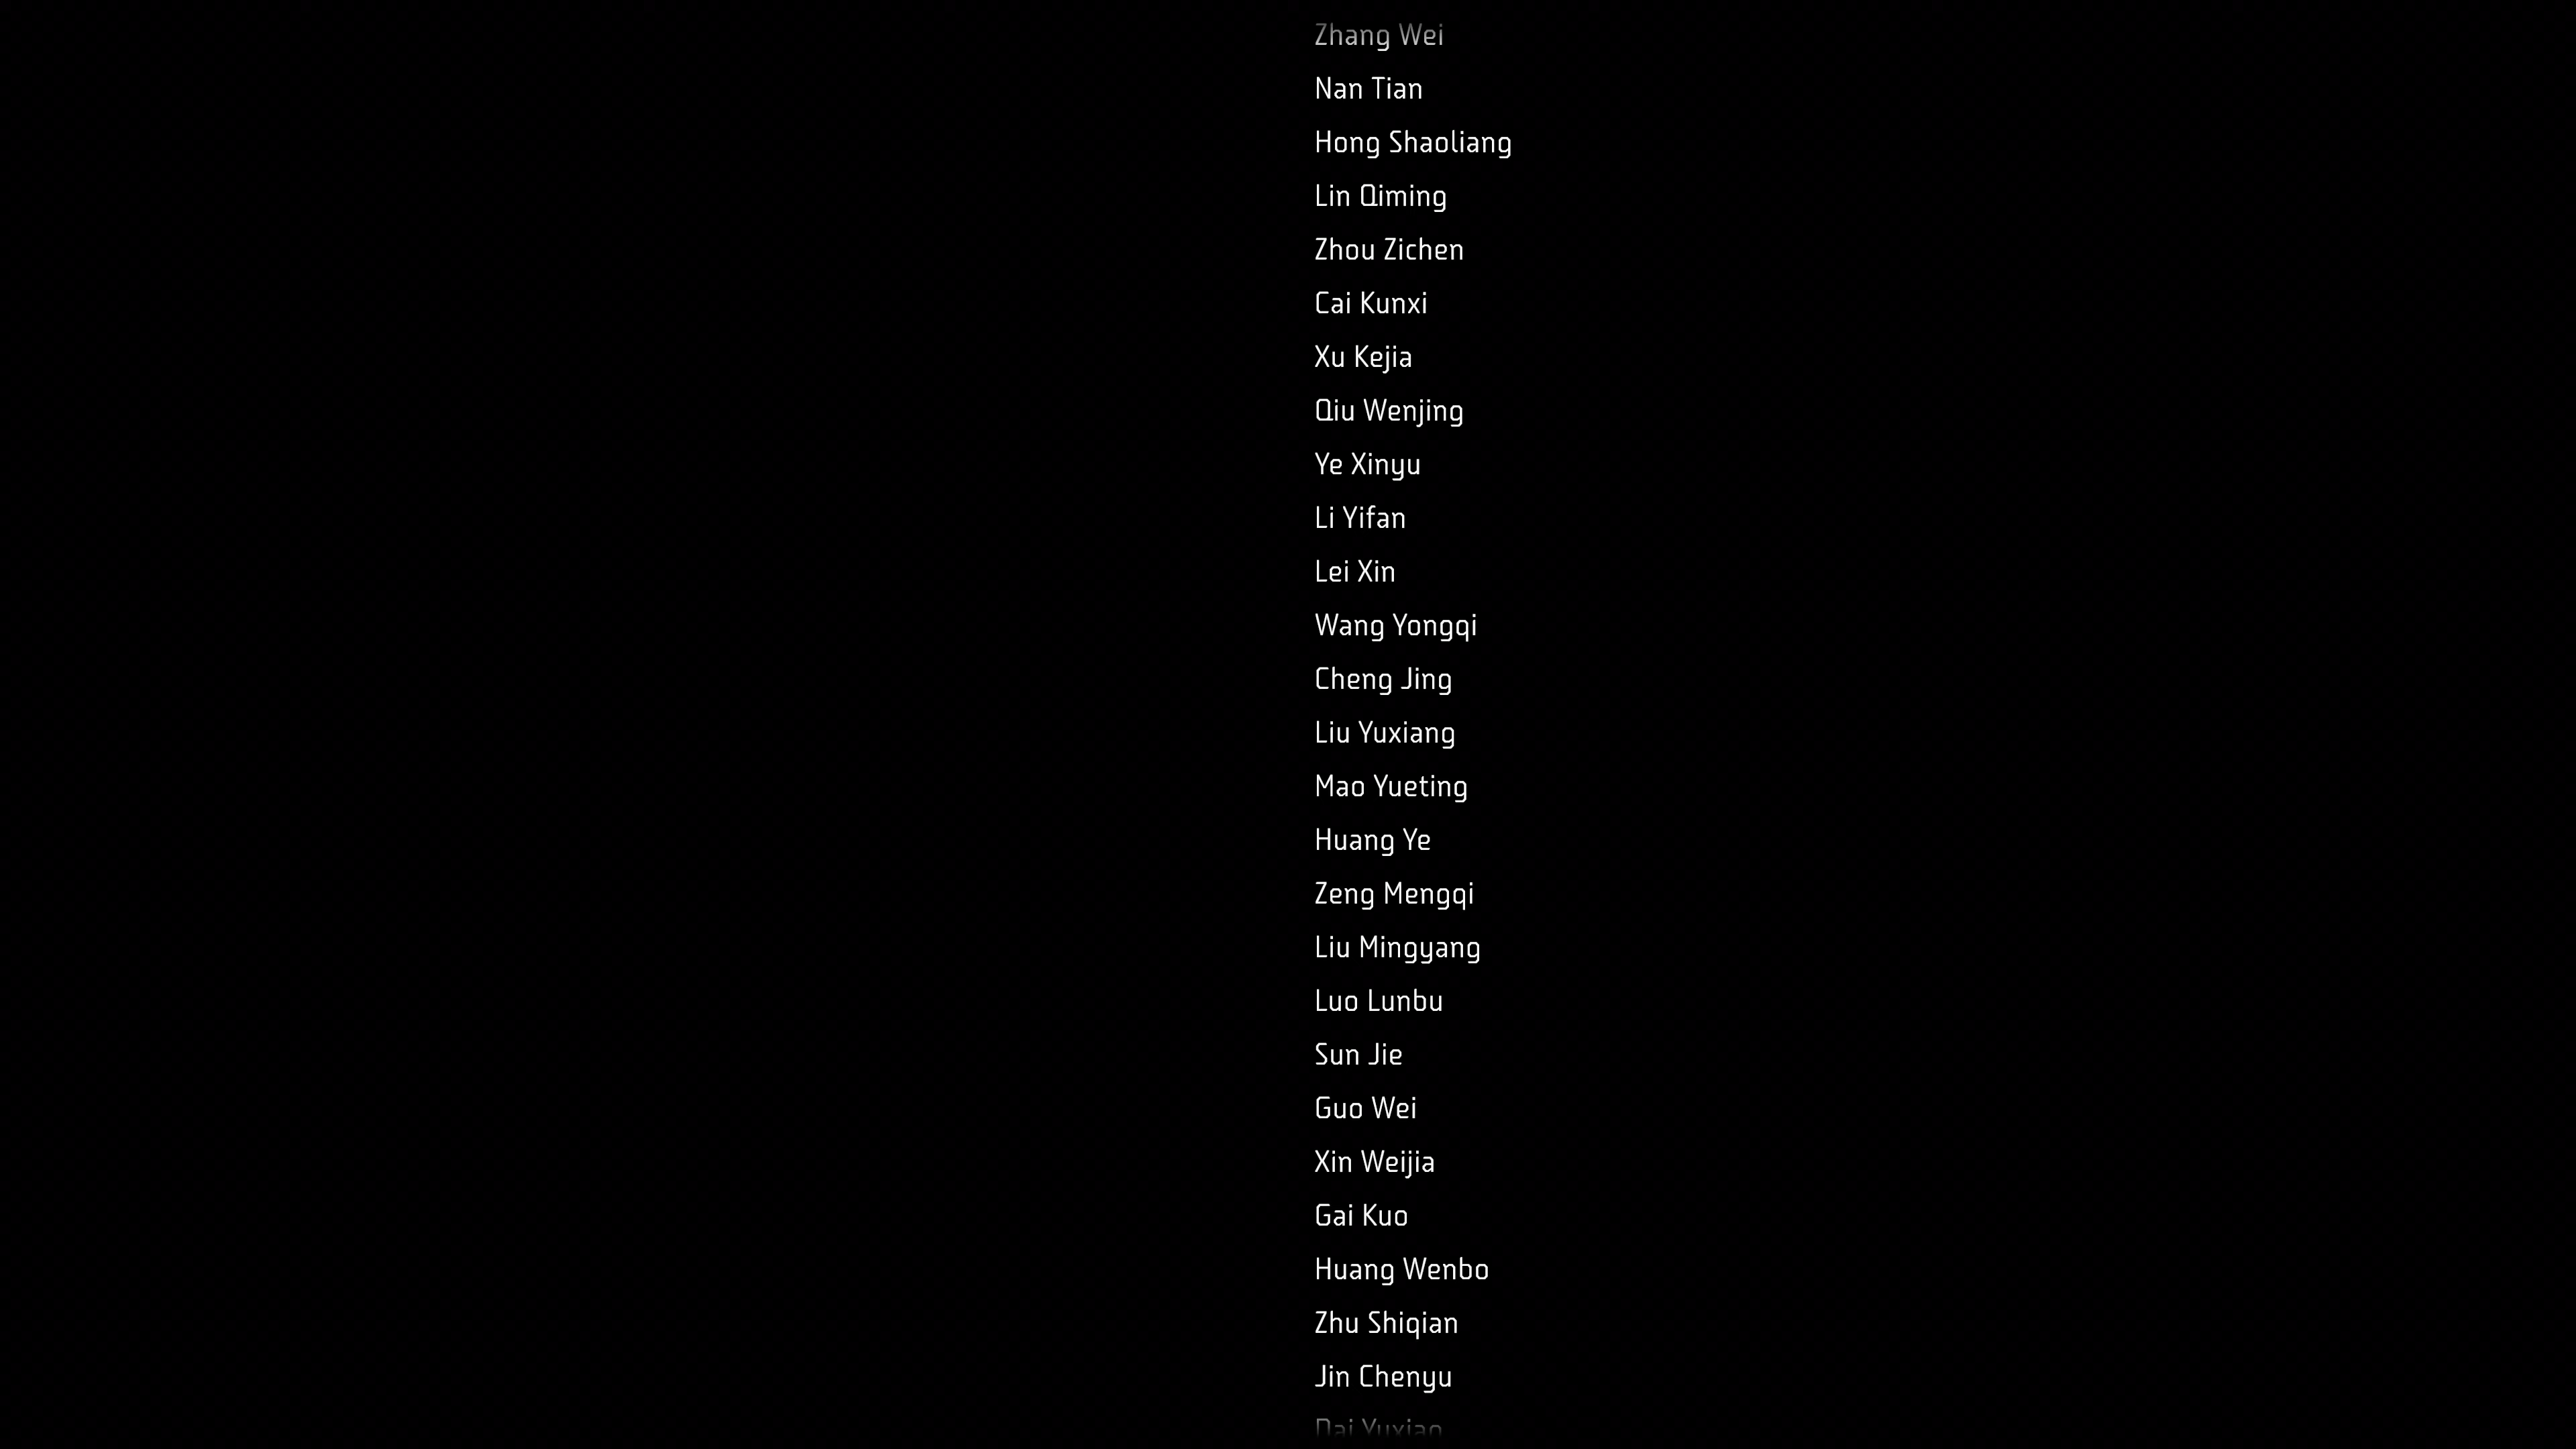 Zhang Wei
Nan Tian
Hong Shaoliang
Lin Qiming
Zhou Zichen
Cai Kunxi
Xu Kejia
Qiu Wenjing
Ye Xinyu
Li Yifan
Lei Xin
Wang Yongqi
Cheng Jing
Liu Yuxiang
Mao Yueting
Huang Ye
Zeng Mengqi
Liu Mingyang
Luo Lunbu
Sun Jie
Guo Wei
Xin Weijia
Gai Kuo
Huang Wenbo
Zhu Shiqian
Jin Chenyu
Dai Yuxiao